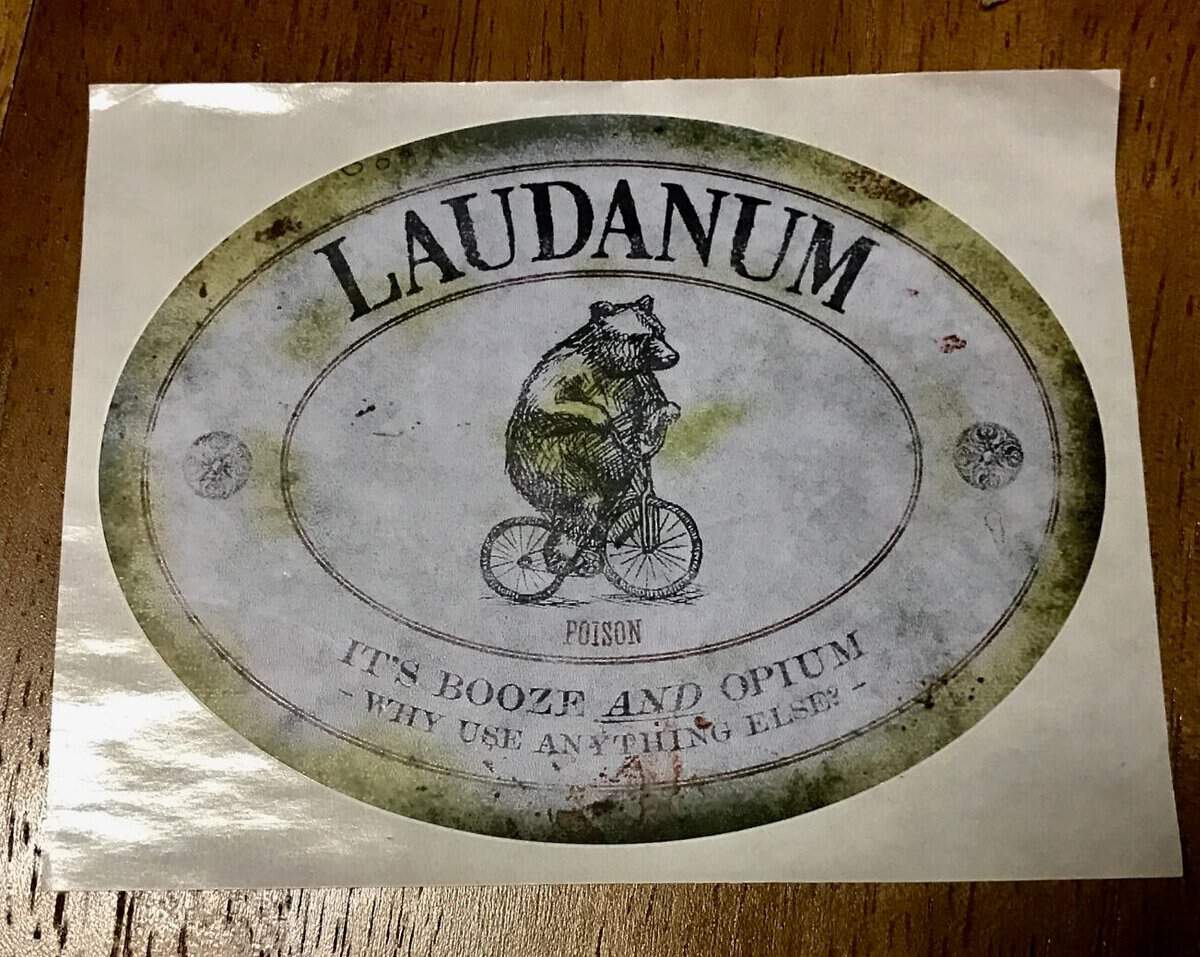 LAUDANUM
POISON
IT'S BOOZE AND OPIUM
- WHY USE ANYTHING ELSE? -